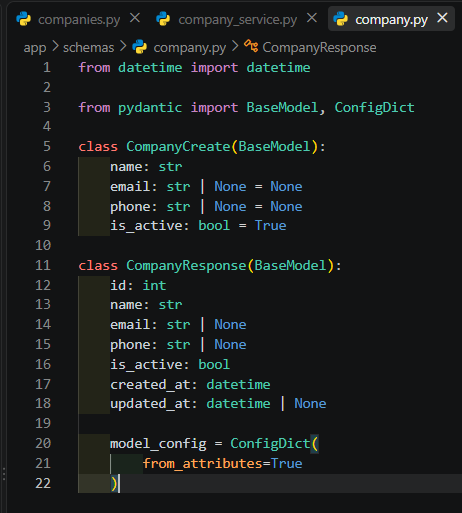 companies.py company_service.py company.py
app > schemas > company.py > CompanyResponse
1 from datetime import datetime
2
3 from pydantic import BaseModel, ConfigDict
4
5 class CompanyCreate(BaseModel):
6     name: str
7     email: str | None = None
8     phone: str | None = None
9     is_active: bool = True
10
11 class CompanyResponse(BaseModel):
12     id: int
13     name: str
14     email: str | None
15     phone: str | None
16     is_active: bool
17     created_at: datetime
18     updated_at: datetime | None
19
20     model_config = ConfigDict(
21         from_attributes=True
22     )